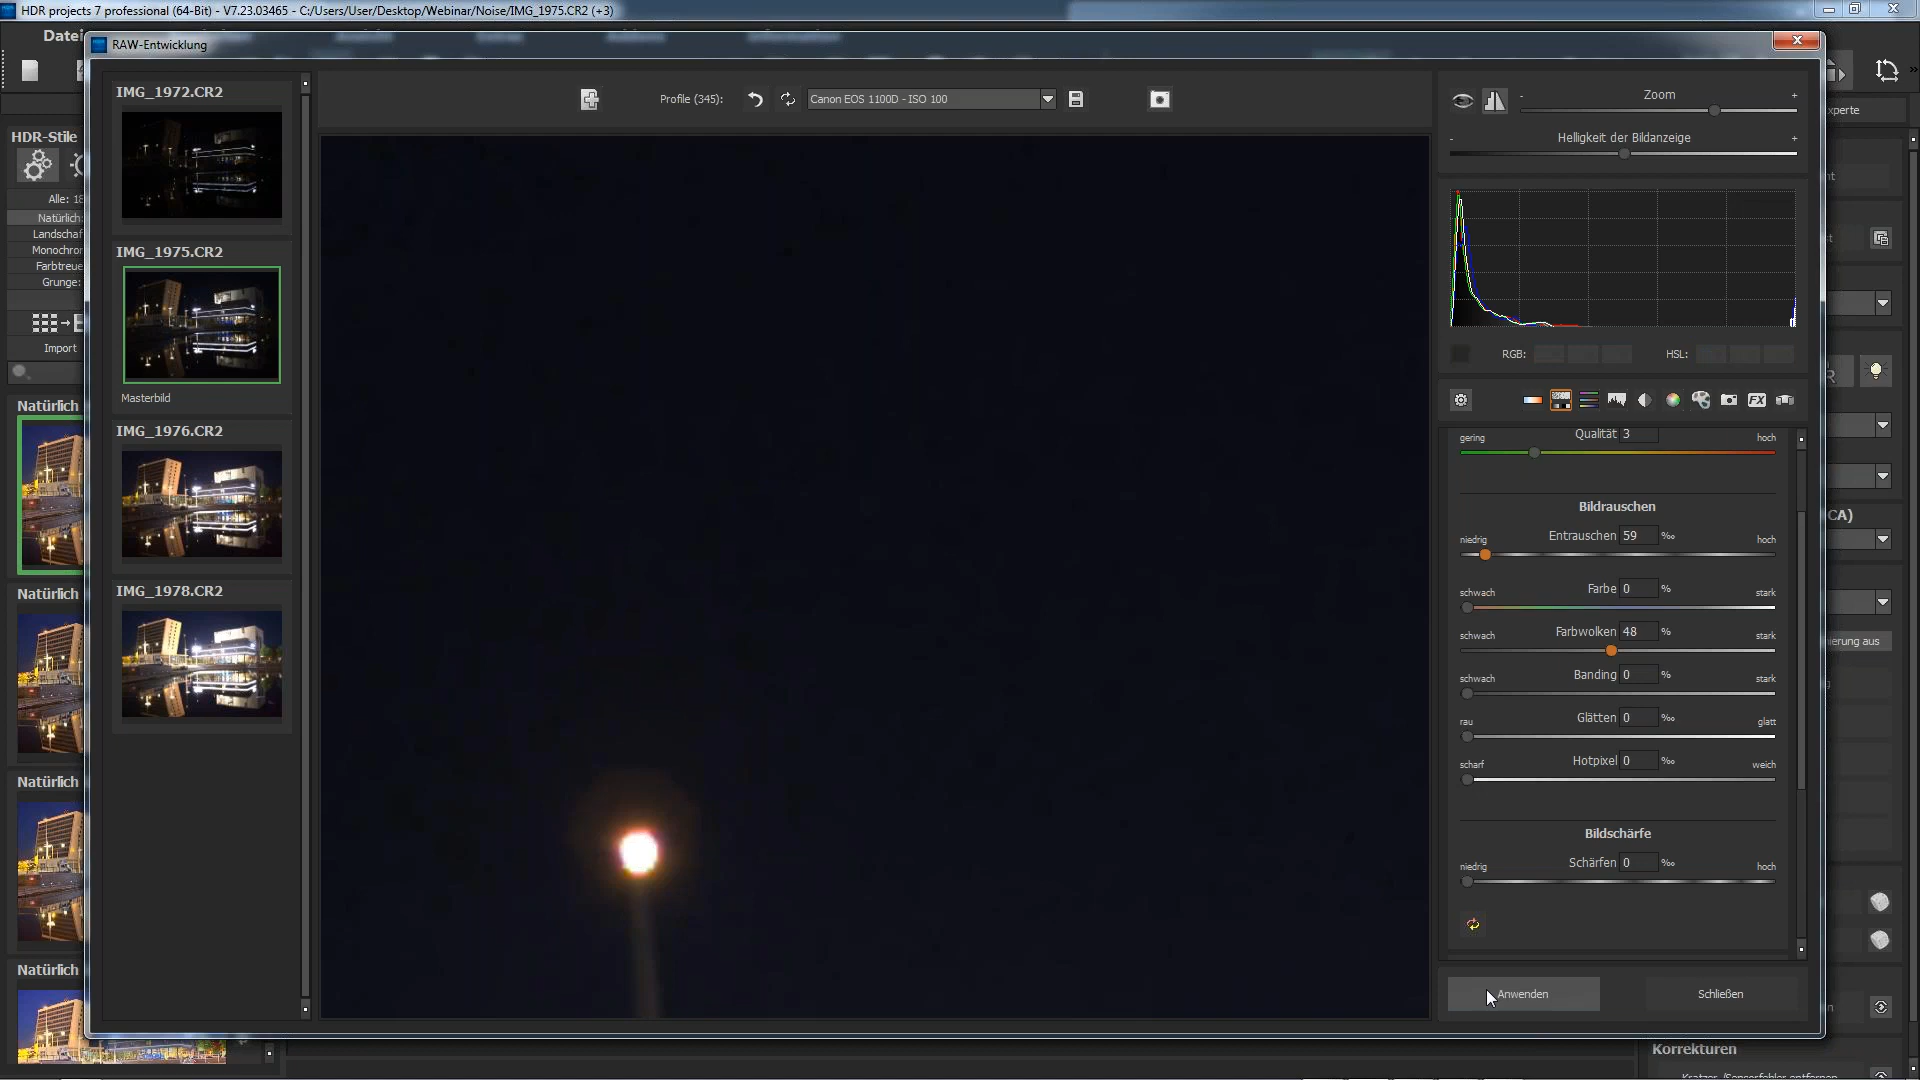 HDR projects 7 professional (64-Bit) - V7.23.03465 - C:/Users/User/Desktop/Webinar/Noise/IMG_1975.CR2 (+3)
Datei
RAW-Entwicklung
IMG_1972.CR2
IMG_1975.CR2
Masterbild
IMG_1976.CR2
IMG_1978.CR2
Profile (345):
Canon EOS 1100D - ISO 100
- Zoom +
- Helligkeit der Bildanzeige +
RGB:
HSL:
FX
gering Qualität 3 hoch
Bildrauschen
niedrig Entrauschen 59 ‰ hoch
schwach Farbe 0 % stark
schwach Farbwolken 48 % stark
schwach Banding 0 % stark
rau Glätten 0 ‰ glatt
scharf Hotpixel 0 ‰ weich
Bildschärfe
niedrig Schärfen 0 ‰ hoch
Anwenden
Schließen
HDR-Stile
Alle: 18
Natürlich:
Landschaf
Monochron
Farbtreue
Grunge:
Import
Natürlich
Natürlich
Natürlich
Natürlich
xperte
CA)
ierung aus
Korrekturen
Kratzer-/Sensorfehler entfernen